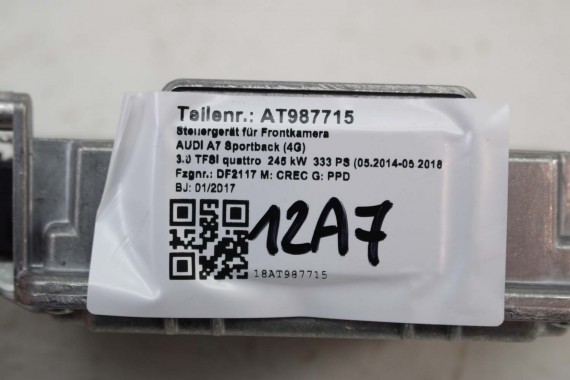 Teilenr.: AT987715
Steuergerät für Frontkamera
AUDI A7 Sportback (4G)
3.0 TFSI quattro 245 kW 333 PS (05.2014-05.2018
Fzgnr.: DF2117 M: CREC G: PPD
BJ: 01/2017
12A7
18AT987715